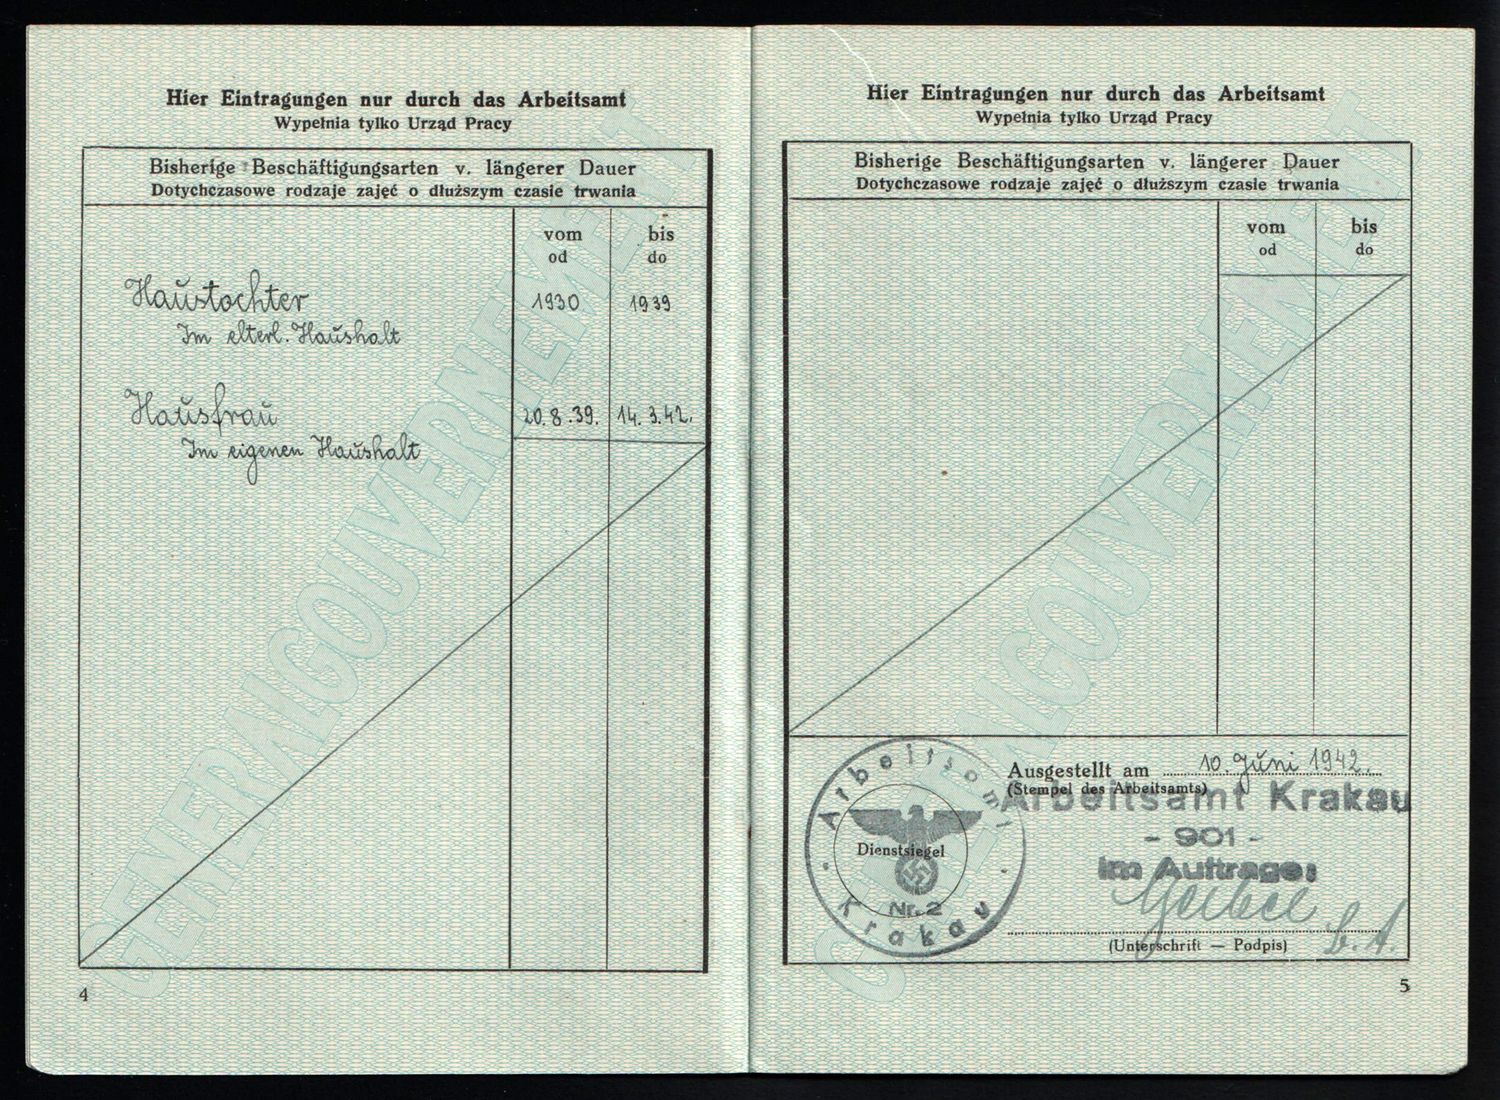 Hier Eintragungen nur durch das Arbeitsamt
Wypełnia tylko Urząd Pracy
Bisherige Beschäftigungsarten v. längerer Dauer
Dotychczasowe rodzaje zajęć o dłuższym czasie trwania
vom bis
od do
Haustochter 1930 1939
Im elterl. Haushalt
Hausfrau 20.8.39. 14.3.42.
Im eigenen Haushalt
GENERALGOUVERNEMENT
4
Hier Eintragungen nur durch das Arbeitsamt
Wypełnia tylko Urząd Pracy
Bisherige Beschäftigungsarten v. längerer Dauer
Dotychczasowe rodzaje zajęć o dłuższym czasie trwania
vom bis
od do
GENERALGOUVERNEMENT
Ausgestellt am 10. Juni 1942.
(Stempel des Arbeitsamts)
Arbeitsamt Krakau
- 901 -
Im Auftrage:
(Unterschrift — Podpis)
Arbeitsamt
Dienstsiegel
Nr. 2
Krakau
5